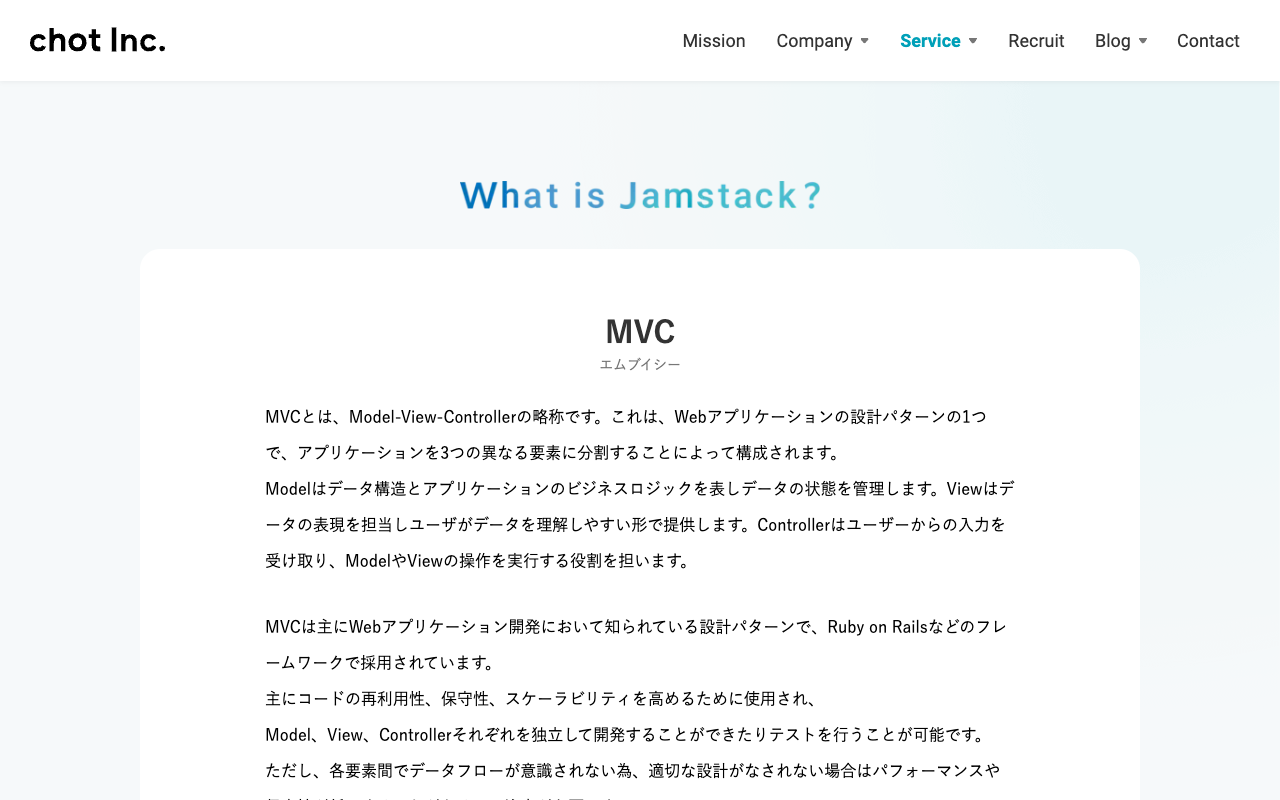 chot Inc.
Mission
Company
Service
Recruit
Blog
Contact
What is Jamstack?
MVC
エムブイシー
MVCとは、Model-View-Controllerの略称です。これは、Webアプリケーションの設計パターンの1つ
で、アプリケーションを3つの異なる要素に分割することによって構成されます。
Modelはデータ構造とアプリケーションのビジネスロジックを表しデータの状態を管理します。Viewはデ
ータの表現を担当しユーザがデータを理解しやすい形で提供します。Controllerはユーザーからの入力を
受け取り、ModelやViewの操作を実行する役割を担います。
MVCは主にWebアプリケーション開発において知られている設計パターンで、Ruby on Railsなどのフレ
ームワークで採用されています。
主にコードの再利用性、保守性、スケーラビリティを高めるために使用され、
Model、View、Controllerそれぞれを独立して開発することができたりテストを行うことが可能です。
ただし、各要素間でデータフローが意識されない為、適切な設計がなされない場合はパフォーマンスや